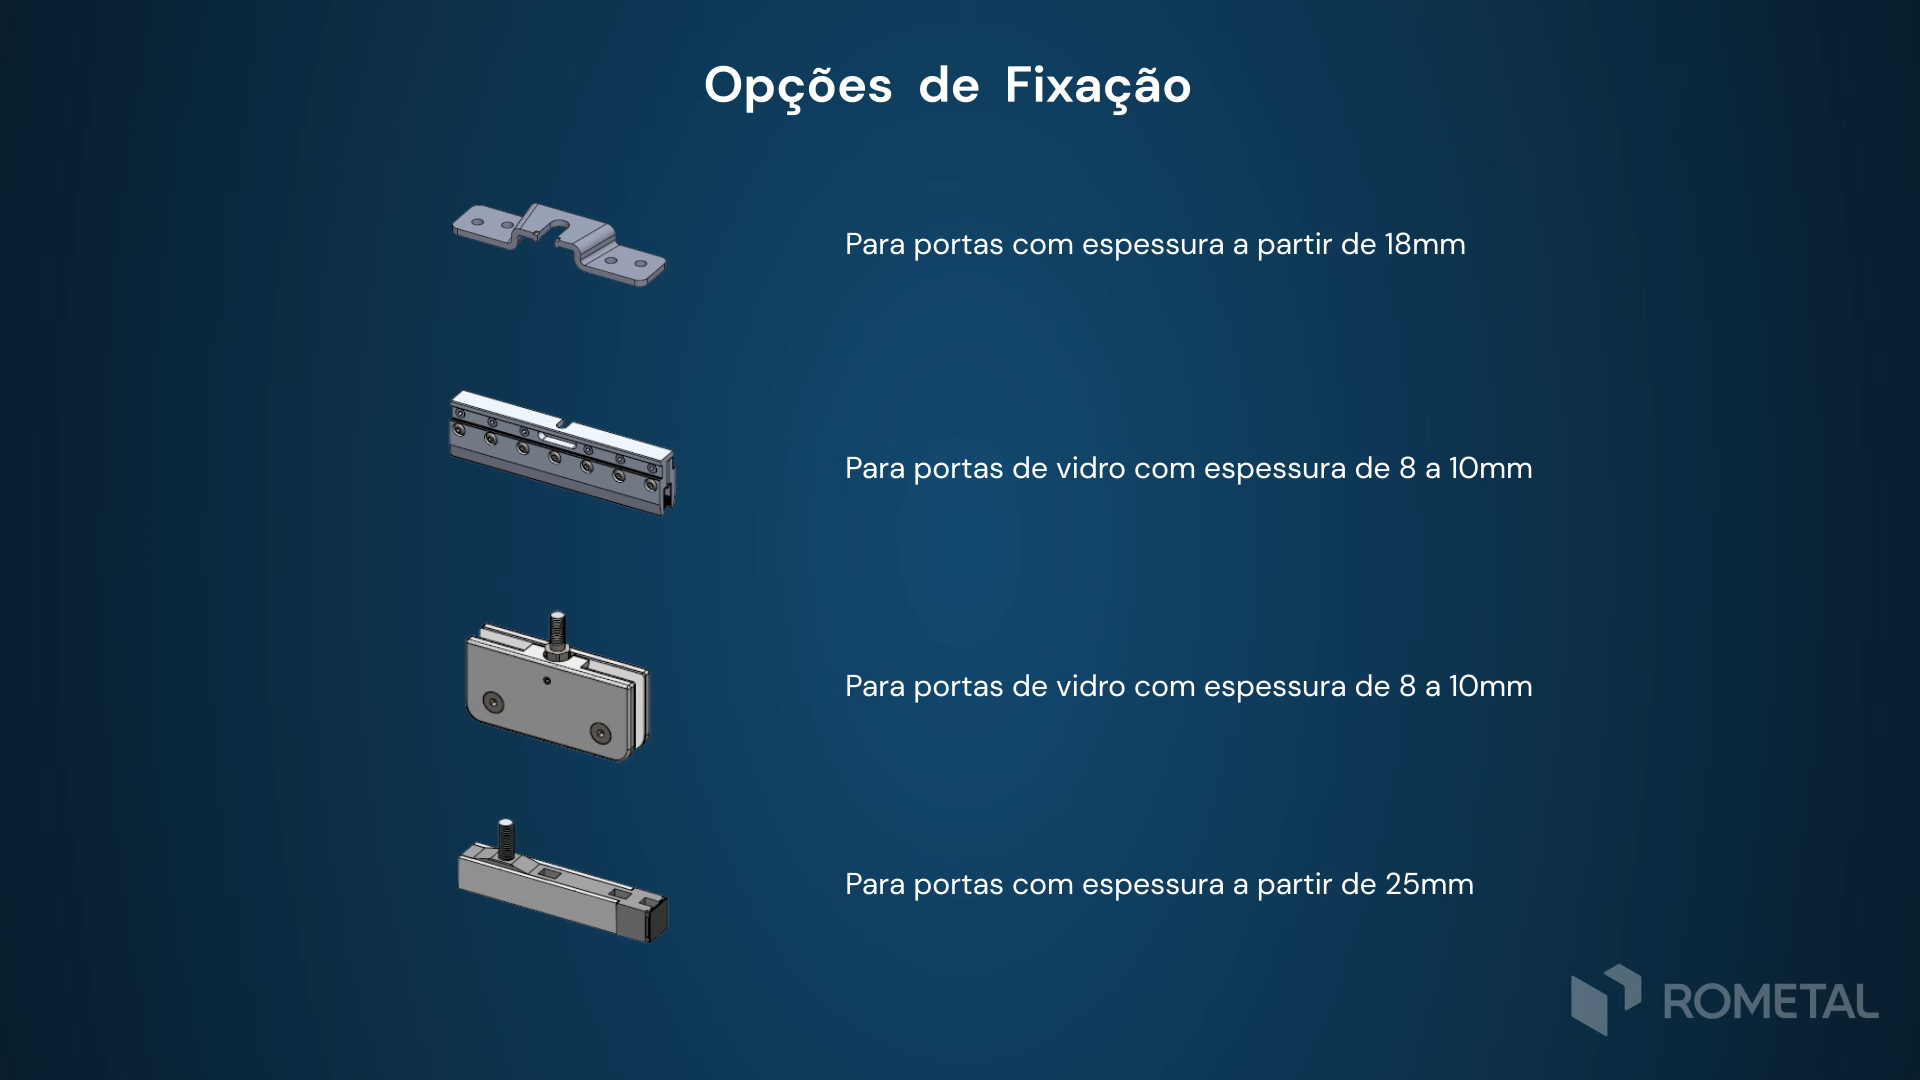 Opções de Fixação
Para portas com espessura a partir de 18mm
Para portas de vidro com espessura de 8 a 10mm
Para portas de vidro com espessura de 8 a 10mm
Para portas com espessura a partir de 25mm
ROMETAL